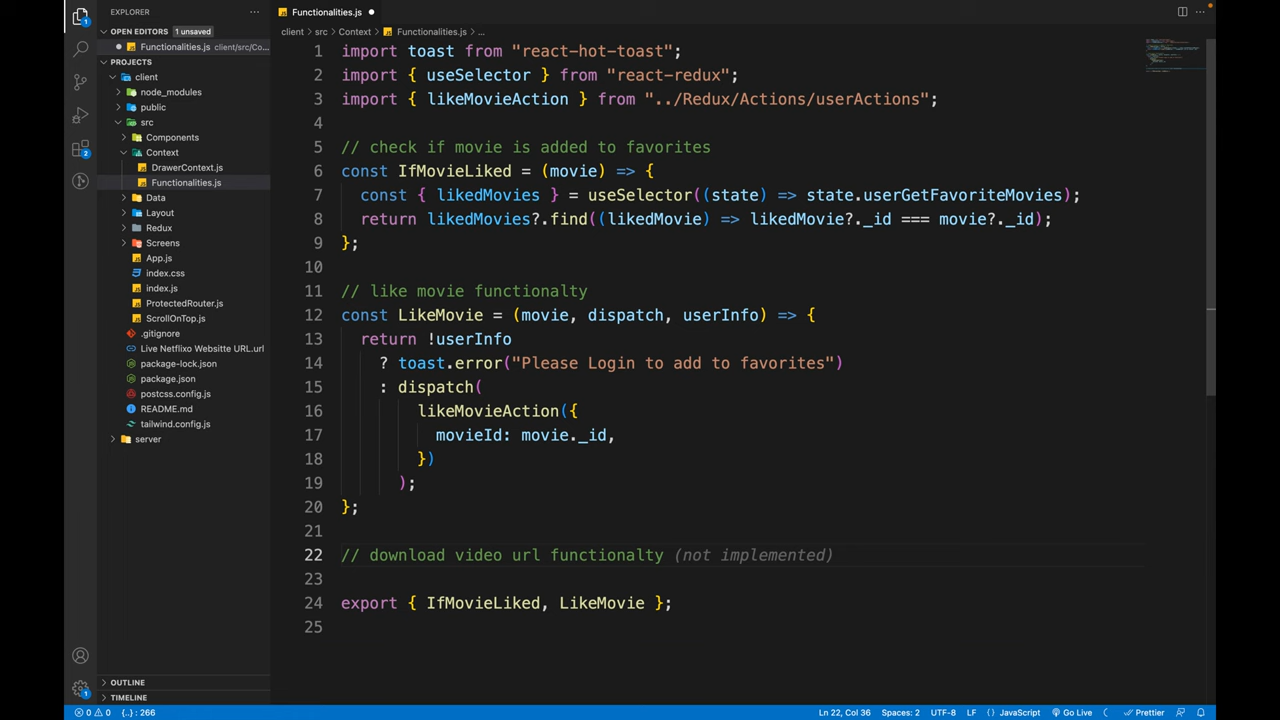 EXPLORER
OPEN EDITORS 1 unsaved
Functionalities.js client/src/Co...
PROJECTS
client
node_modules
public
src
Components
Context
DrawerContext.js
Functionalities.js
Data
Layout
Redux
Screens
App.js
index.css
index.js
ProtectedRouter.js
ScrollOnTop.js
.gitignore
Live Netflixo Websitte URL.url
package-lock.json
package.json
postcss.config.js
README.md
tailwind.config.js
server
OUTLINE
TIMELINE
Functionalities.js
client > src > Context > Functionalities.js > ...
1 import toast from "react-hot-toast";
2 import { useSelector } from "react-redux";
3 import { likeMovieAction } from "../Redux/Actions/userActions";
4
5 // check if movie is added to favorites
6 const IfMovieLiked = (movie) => {
7 const { likedMovies } = useSelector((state) => state.userGetFavoriteMovies);
8 return likedMovies?.find((likedMovie) => likedMovie?._id === movie?._id);
9 };
10
11 // like movie functionalty
12 const LikeMovie = (movie, dispatch, userInfo) => {
13 return !userInfo
14 ? toast.error("Please Login to add to favorites")
15 : dispatch(
16 likeMovieAction({
17 movieId: movie._id,
18 })
19 );
20 };
21
22 // download video url functionalty (not implemented)
23
24 export { IfMovieLiked, LikeMovie };
25
0 0 {..} : 266 Ln 22, Col 36 Spaces: 2 UTF-8 LF {} JavaScript Go Live Prettier